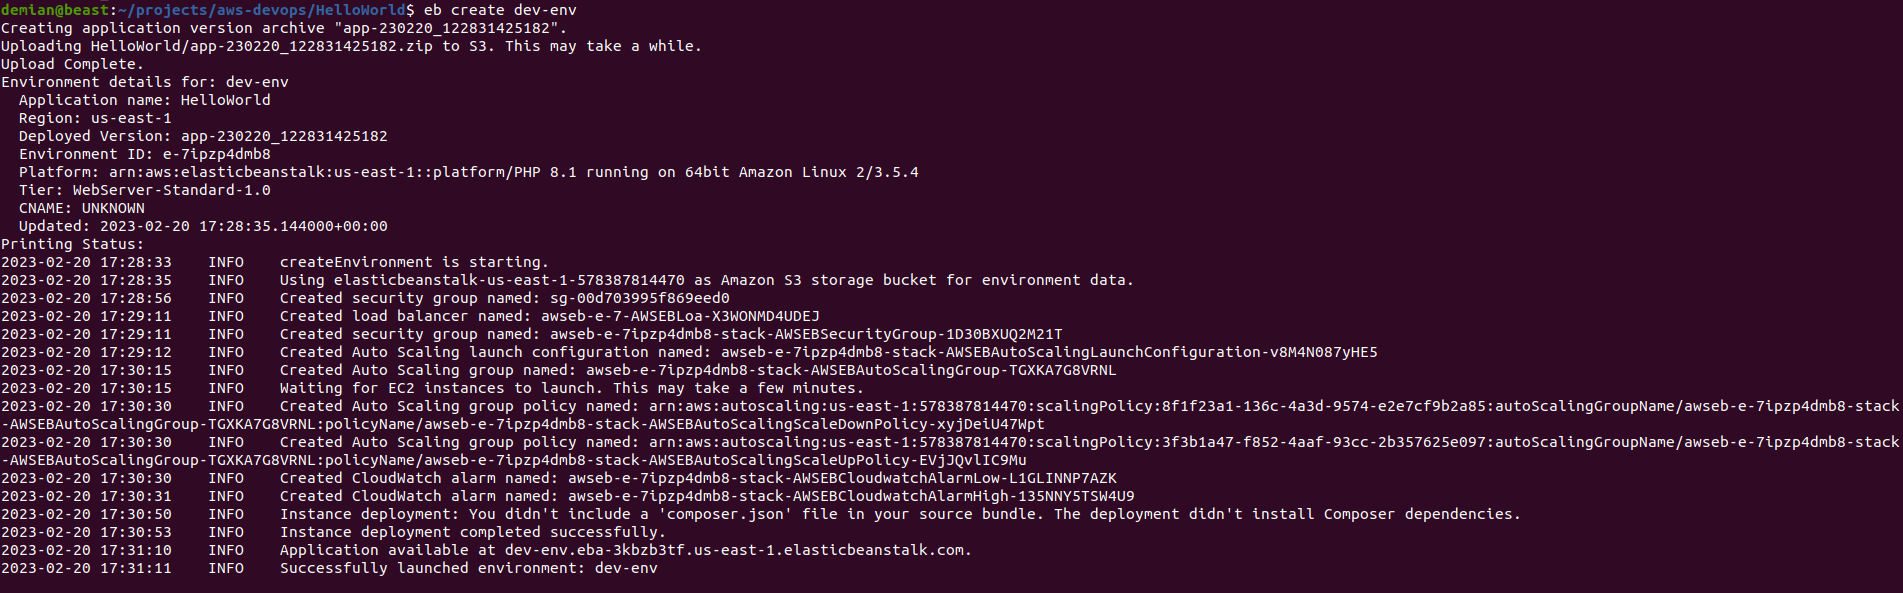 demian@beast:~/projects/aws-devops/HelloWorld$ eb create dev-env
Creating application version archive "app-230220_122831425182".
Uploading HelloWorld/app-230220_122831425182.zip to S3. This may take a while.
Upload Complete.
Environment details for: dev-env
  Application name: HelloWorld
  Region: us-east-1
  Deployed Version: app-230220_122831425182
  Environment ID: e-7ipzp4dmb8
  Platform: arn:aws:elasticbeanstalk:us-east-1::platform/PHP 8.1 running on 64bit Amazon Linux 2/3.5.4
  Tier: WebServer-Standard-1.0
  CNAME: UNKNOWN
  Updated: 2023-02-20 17:28:35.144000+00:00
Printing Status:
2023-02-20 17:28:33    INFO    createEnvironment is starting.
2023-02-20 17:28:35    INFO    Using elasticbeanstalk-us-east-1-578387814470 as Amazon S3 storage bucket for environment data.
2023-02-20 17:28:56    INFO    Created security group named: sg-00d703995f869eed0
2023-02-20 17:29:11    INFO    Created load balancer named: awseb-e-7-AWSEBLoa-X3WONMD4UDEJ
2023-02-20 17:29:11    INFO    Created security group named: awseb-e-7ipzp4dmb8-stack-AWSEBSecurityGroup-1D30BXUQ2M21T
2023-02-20 17:29:12    INFO    Created Auto Scaling launch configuration named: awseb-e-7ipzp4dmb8-stack-AWSEBAutoScalingLaunchConfiguration-v8M4N087yHE5
2023-02-20 17:30:15    INFO    Created Auto Scaling group named: awseb-e-7ipzp4dmb8-stack-AWSEBAutoScalingGroup-TGXKA7G8VRNL
2023-02-20 17:30:15    INFO    Waiting for EC2 instances to launch. This may take a few minutes.
2023-02-20 17:30:30    INFO    Created Auto Scaling group policy named: arn:aws:autoscaling:us-east-1:578387814470:scalingPolicy:8f1f23a1-136c-4a3d-9574-e2e7cf9b2a85:autoScalingGroupName/awseb-e-7ipzp4dmb8-stack
-AWSEBAutoScalingGroup-TGXKA7G8VRNL:policyName/awseb-e-7ipzp4dmb8-stack-AWSEBAutoScalingScaleDownPolicy-xyjDeiU47Wpt
2023-02-20 17:30:30    INFO    Created Auto Scaling group policy named: arn:aws:autoscaling:us-east-1:578387814470:scalingPolicy:3f3b1a47-f852-4aaf-93cc-2b357625e097:autoScalingGroupName/awseb-e-7ipzp4dmb8-stack
-AWSEBAutoScalingGroup-TGXKA7G8VRNL:policyName/awseb-e-7ipzp4dmb8-stack-AWSEBAutoScalingScaleUpPolicy-EVjJQvlIC9Mu
2023-02-20 17:30:30    INFO    Created CloudWatch alarm named: awseb-e-7ipzp4dmb8-stack-AWSEBCloudwatchAlarmLow-L1GLINNP7AZK
2023-02-20 17:30:31    INFO    Created CloudWatch alarm named: awseb-e-7ipzp4dmb8-stack-AWSEBCloudwatchAlarmHigh-135NNY5TSW4U9
2023-02-20 17:30:50    INFO    Instance deployment: You didn't include a 'composer.json' file in your source bundle. The deployment didn't install Composer dependencies.
2023-02-20 17:30:53    INFO    Instance deployment completed successfully.
2023-02-20 17:31:10    INFO    Application available at dev-env.eba-3kbzb3tf.us-east-1.elasticbeanstalk.com.
2023-02-20 17:31:11    INFO    Successfully launched environment: dev-env